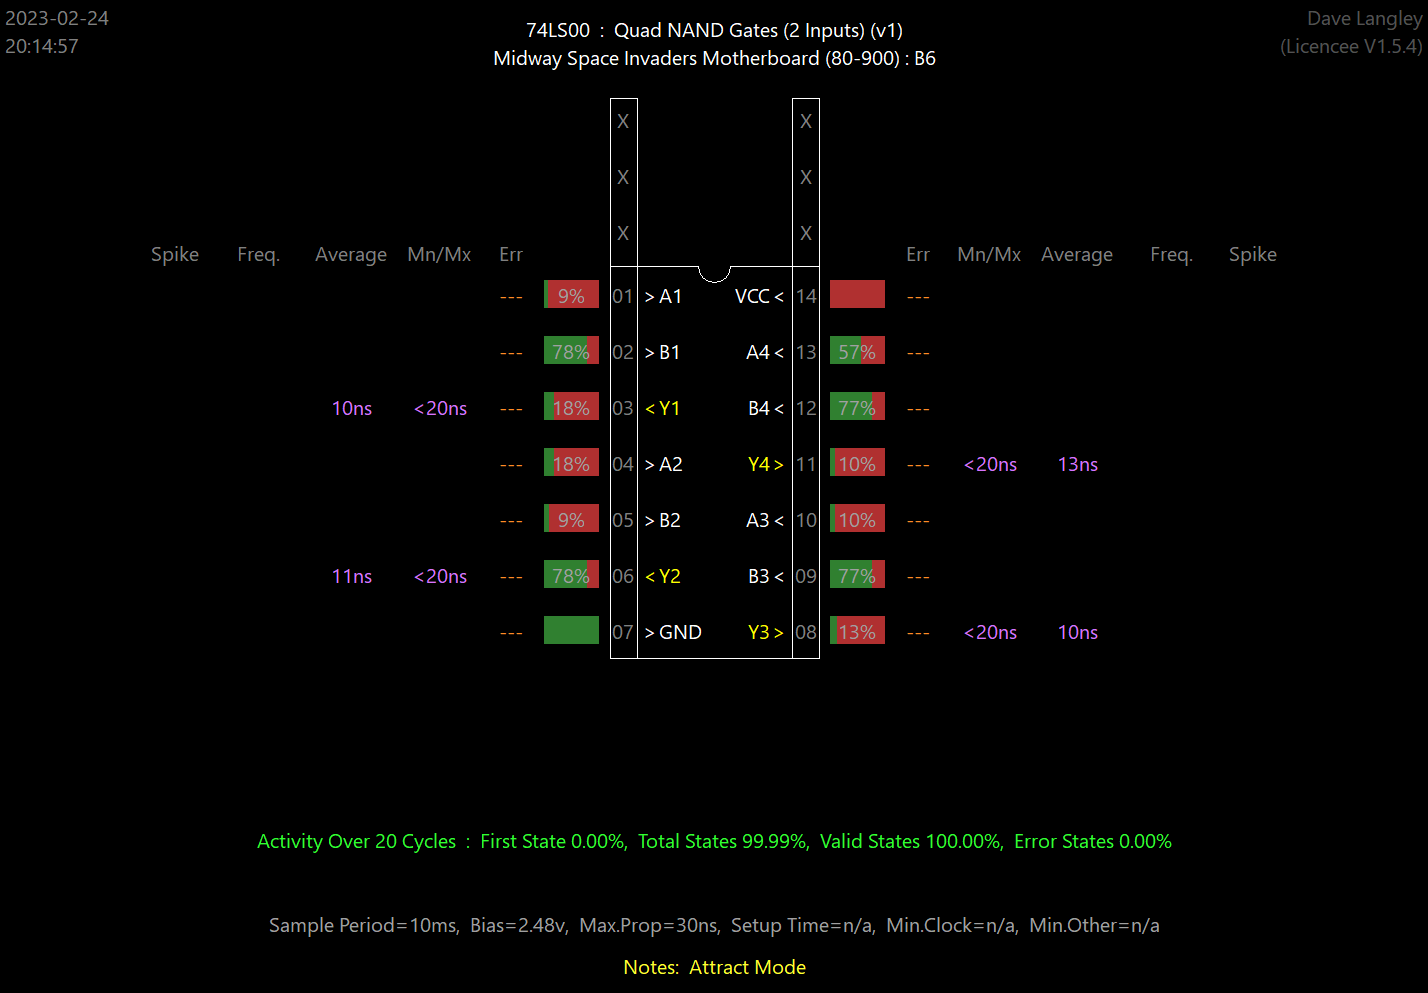 2023-02-24
20:14:57
74LS00 : Quad NAND Gates (2 Inputs) (v1)
Midway Space Invaders Motherboard (80-900) : B6
Dave Langley
(Licencee V1.5.4)
X X
X X
X X
Spike Freq. Average Mn/Mx Err Err Mn/Mx Average Freq. Spike
--- 9% 01 > A1 VCC < 14 ---
--- 78% 02 > B1 A4 < 13 57% ---
10ns <20ns --- 18% 03 < Y1 B4 < 12 77% ---
--- 18% 04 > A2 Y4 > 11 10% --- <20ns 13ns
--- 9% 05 > B2 A3 < 10 10% ---
11ns <20ns --- 78% 06 < Y2 B3 < 09 77% ---
--- 07 > GND Y3 > 08 13% --- <20ns 10ns
Activity Over 20 Cycles : First State 0.00%, Total States 99.99%, Valid States 100.00%, Error States 0.00%
Sample Period=10ms, Bias=2.48v, Max.Prop=30ns, Setup Time=n/a, Min.Clock=n/a, Min.Other=n/a
Notes: Attract Mode